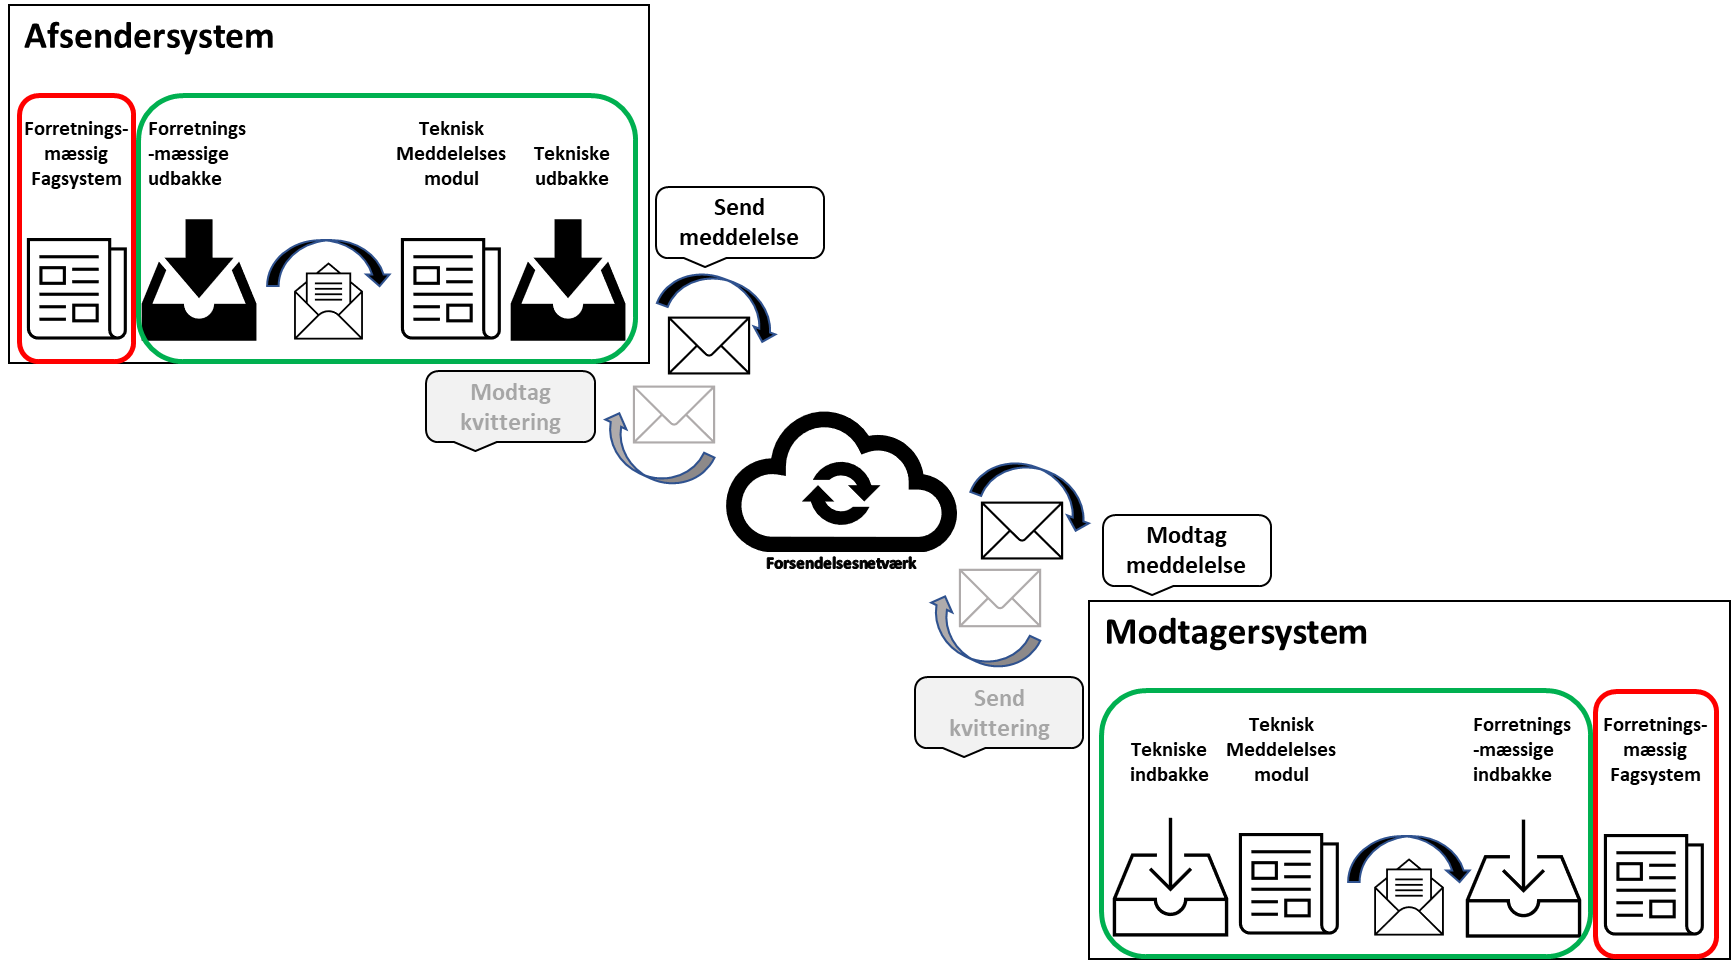 Afsendersystem
Forretnings-
mæssig
Fagsystem
Forretnings
-mæssige
udbakke
Teknisk
Meddelelses
modul
Tekniske
udbakke
Send
meddelelse
Modtag
kvittering
Forsendelsesnetværk
Modtag
meddelelse
Send
kvittering
Modtagersystem
Tekniske
indbakke
Teknisk
Meddelelses
modul
Forretnings
-mæssige
indbakke
Forretnings-
mæssig
Fagsystem